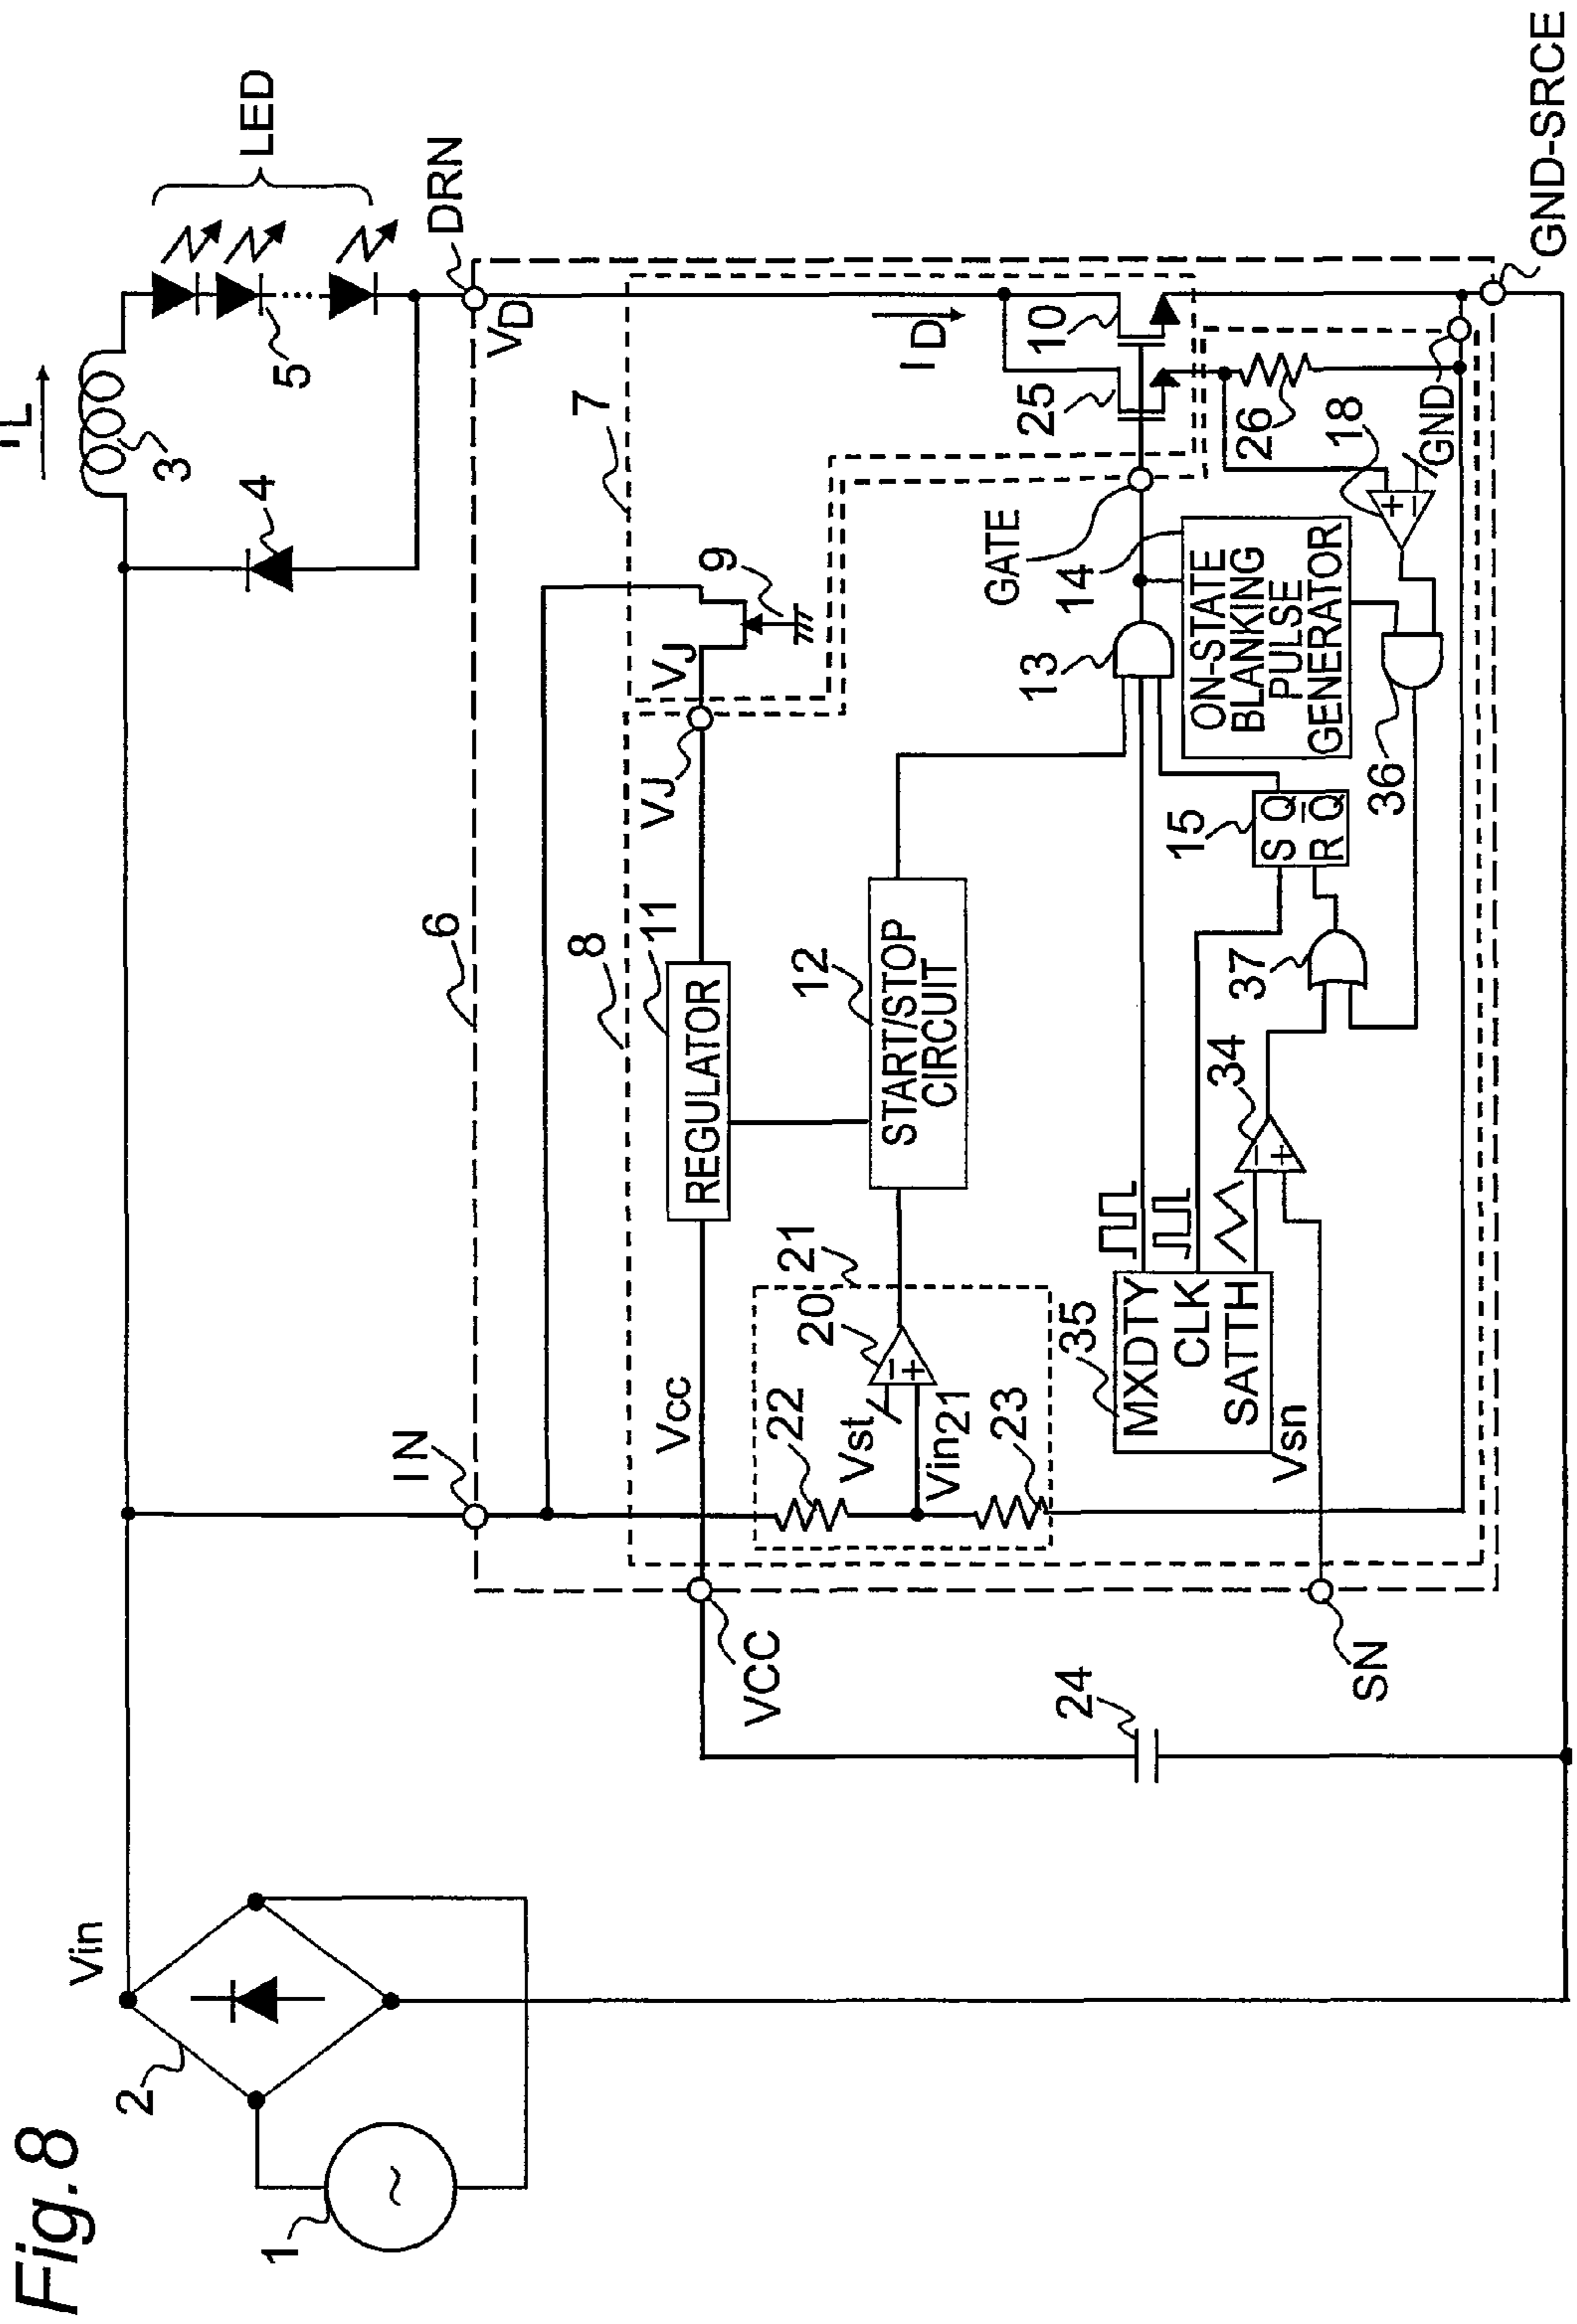 Fig. 8
1
2
Vin
IL
3
4
5
LED
DRN
VD
ID
IN
6
7
8
9
VJ
VJ
10
25
26
18
GND
GND-SRCE
GATE
11
REGULATOR
12
START/STOP
CIRCUIT
13
14
ON-STATE
BLANKING
PULSE
GENERATOR
15
S Q
R Q̅
36
37
34
− +
+ −
Vcc
VCC
20
21
− +
22
Vst
Vin21
23
35
MXDTY
CLK
SATTH
Vsn
SN
24
~